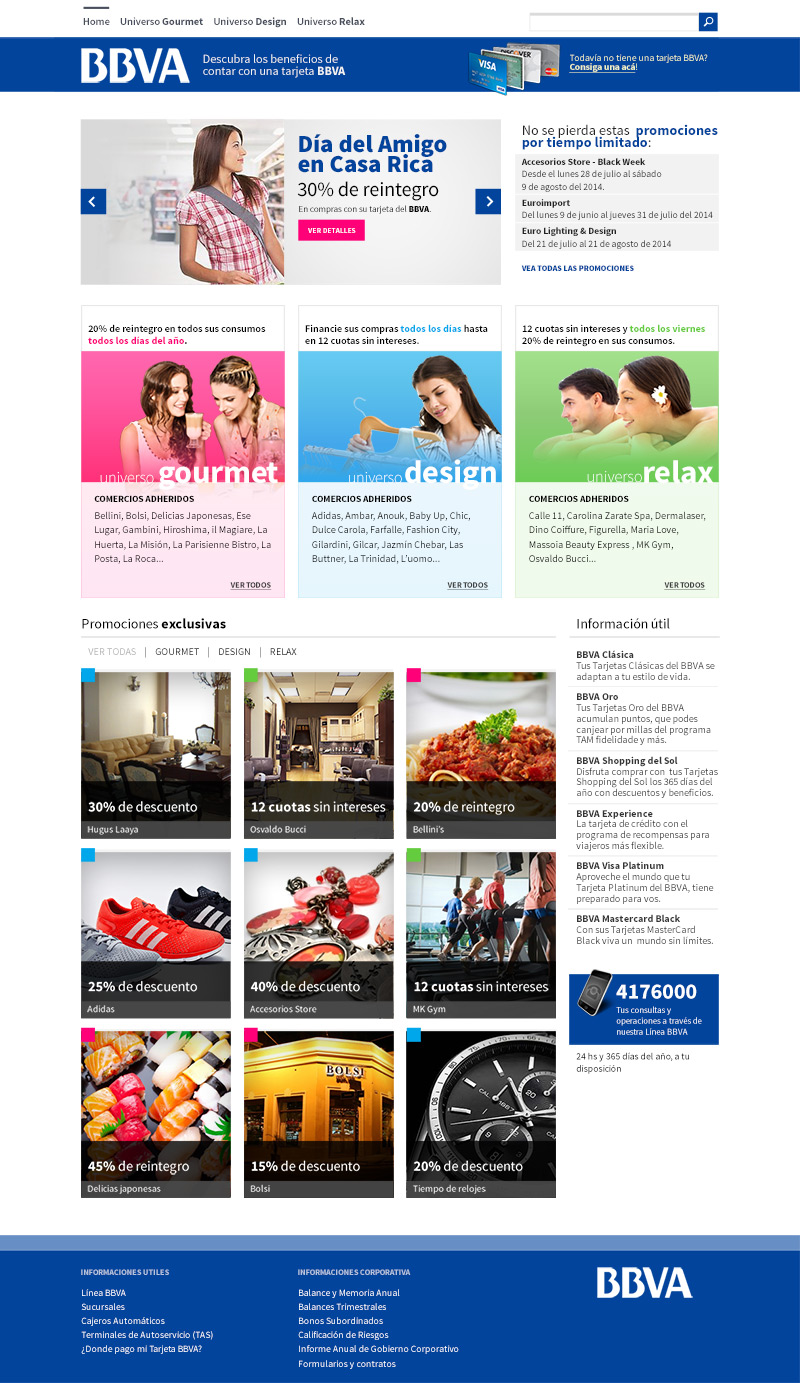 Home Universo Gourmet Universo Design Universo Relax
BBVA
Descubra los beneficios de
contar con una tarjeta BBVA
VISA
DISCOVER
Todavía no tiene una tarjeta BBVA?
Consiga una acá!
Día del Amigo
en Casa Rica
30% de reintegro
En compras con su tarjeta del BBVA.
VER DETALLES
No se pierda estas promociones
por tiempo limitado:
Accesorios Store - Black Week
Desde el lunes 28 de julio al sábado
9 de agosto del 2014.
Euroimport
Del lunes 9 de junio al jueves 31 de julio del 2014
Euro Lighting & Design
Del 21 de julio al 21 de agosto de 2014
VEA TODAS LAS PROMOCIONES
20% de reintegro en todos sus consumos
todos los días del año.
universo gourmet
COMERCIOS ADHERIDOS
Bellini, Bolsi, Delicias Japonesas, Ese
Lugar, Gambini, Hiroshima, il Magiare, La
Huerta, La Misión, La Parisienne Bistro, La
Posta, La Roca...
VER TODOS
Financie sus compras todos los días hasta
en 12 cuotas sin intereses.
universo design
COMERCIOS ADHERIDOS
Adidas, Ambar, Anouk, Baby Up, Chic,
Dulce Carola, Farfalle, Fashion City,
Gilardini, Gilcar, Jazmín Chebar, Las
Buttner, La Trinidad, L'uomo...
VER TODOS
12 cuotas sin intereses y todos los viernes
20% de reintegro en sus consumos.
universo relax
COMERCIOS ADHERIDOS
Calle 11, Carolina Zarate Spa, Dermalaser,
Dino Coiffure, Figurella, Maria Love,
Massoia Beauty Express , MK Gym,
Osvaldo Bucci...
VER TODOS
Promociones exclusivas
VER TODAS | GOURMET | DESIGN | RELAX
30% de descuento
Hugus Laaya
12 cuotas sin intereses
Osvaldo Bucci
20% de reintegro
Bellini's
25% de descuento
Adidas
40% de descuento
Accesorios Store
12 cuotas sin intereses
MK Gym
45% de reintegro
Delicias japonesas
BOLSI
15% de descuento
Bolsi
20% de descuento
Tiempo de relojes
Información útil
BBVA Clásica
Tus Tarjetas Clásicas del BBVA se
adaptan a tu estilo de vida.
BBVA Oro
Tus Tarjetas Oro del BBVA
acumulan puntos, que podes
canjear por millas del programa
TAM fidelidade y más.
BBVA Shopping del Sol
Disfruta comprar con tus Tarjetas
Shopping del Sol los 365 días del
año con descuentos y beneficios.
BBVA Experience
La tarjeta de crédito con el
programa de recompensas para
viajeros más flexible.
BBVA Visa Platinum
Aproveche el mundo que tu
Tarjeta Platinum del BBVA, tiene
preparado para vos.
BBVA Mastercard Black
Con sus Tarjetas MasterCard
Black viva un mundo sin límites.
4176000
Tus consultas y
operaciones a través de
nuestra Línea BBVA
24 hs y 365 días del año, a tu
disposición
INFORMACIONES UTILES
Línea BBVA
Sucursales
Cajeros Automáticos
Terminales de Autoservicio (TAS)
¿Donde pago mi Tarjeta BBVA?
INFORMACIONES CORPORATIVA
Balance y Memoria Anual
Balances Trimestrales
Bonos Subordinados
Calificación de Riesgos
Informe Anual de Gobierno Corporativo
Formularios y contratos
BBVA